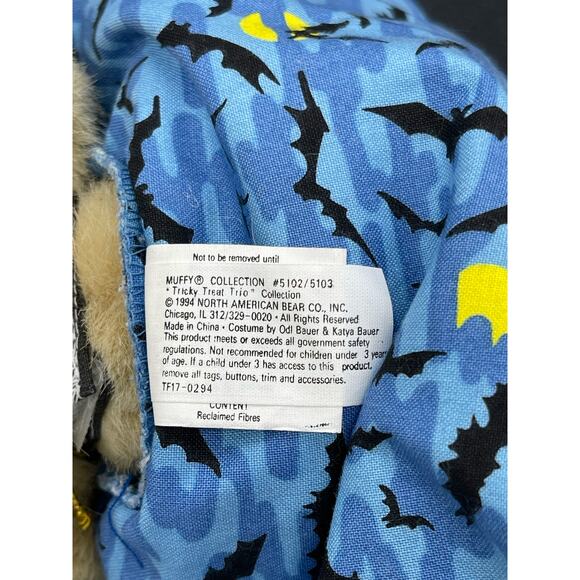 Not to be removed until
MUFFY® COLLECTION #5102/5103
"Tricky Treat Trio" Collection
© 1994 NORTH AMERICAN BEAR CO., INC.
Chicago, IL 312/329-0020 • All Rights Reserved
Made in China • Costume by Odl Bauer & Katya Bauer
This product meets or exceeds all government safety
regulations. Not recommended for children under 3 years
of age. If a child under 3 has access to this product,
remove all tags, buttons, trim and accessories.
TF17-0294
CONTENT
Reclaimed Fibres